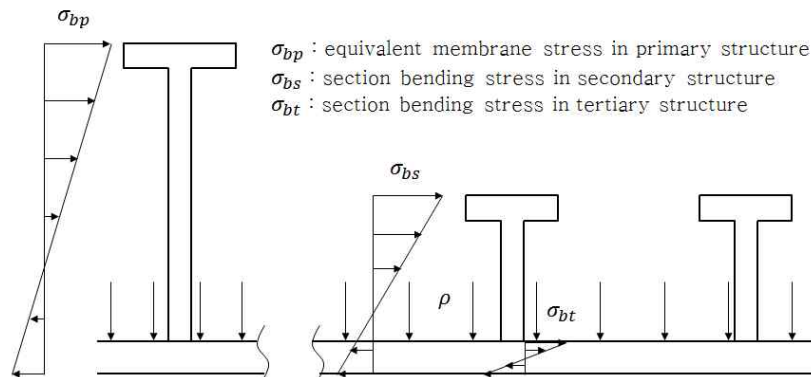 σbp
σbp : equivalent membrane stress in primary structure
σbs : section bending stress in secondary structure
σbt : section bending stress in tertiary structure
σbs
ρ
σbt